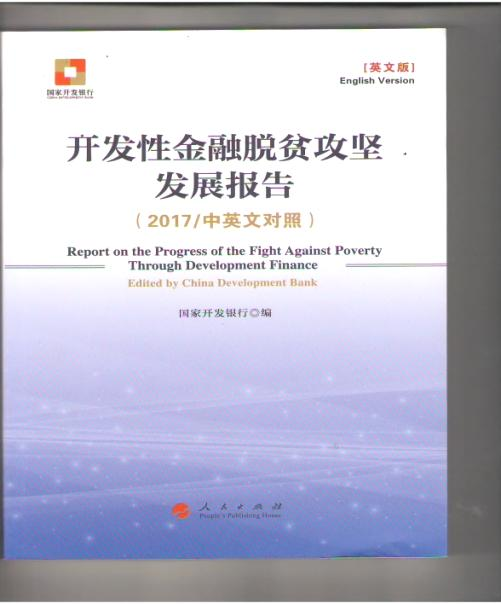 国家开发银行
CHINA DEVELOPMENT BANK
[英文版]
English Version
开发性金融脱贫攻坚
发展报告
(2017/中英文对照)
Report on the Progress of the Fight Against Poverty
Through Development Finance
Edited by China Development Bank
国家开发银行◎编
人民出版社
People's Publishing House